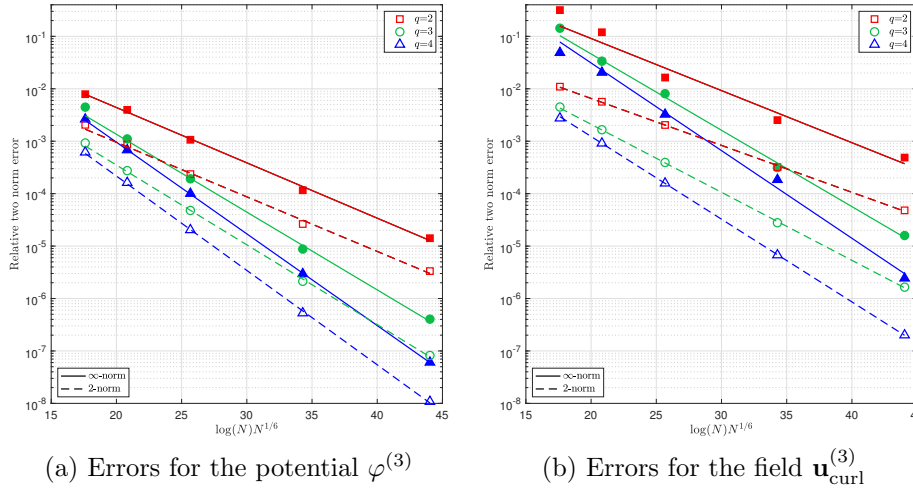 q=2
q=3
q=4
10^-1
10^-2
10^-3
10^-4
10^-5
10^-6
10^-7
10^-8
Relative two norm error
∞-norm
2-norm
15 20 25 30 35 40 45
log(N)N^{1/6}
(a) Errors for the potential φ^{(3)}
q=2
q=3
q=4
10^-1
10^-2
10^-3
10^-4
10^-5
10^-6
10^-7
10^-8
Relative two norm error
∞-norm
2-norm
15 20 25 30 35 40 45
log(N)N^{1/6}
(b) Errors for the field u_{curl}^{(3)}